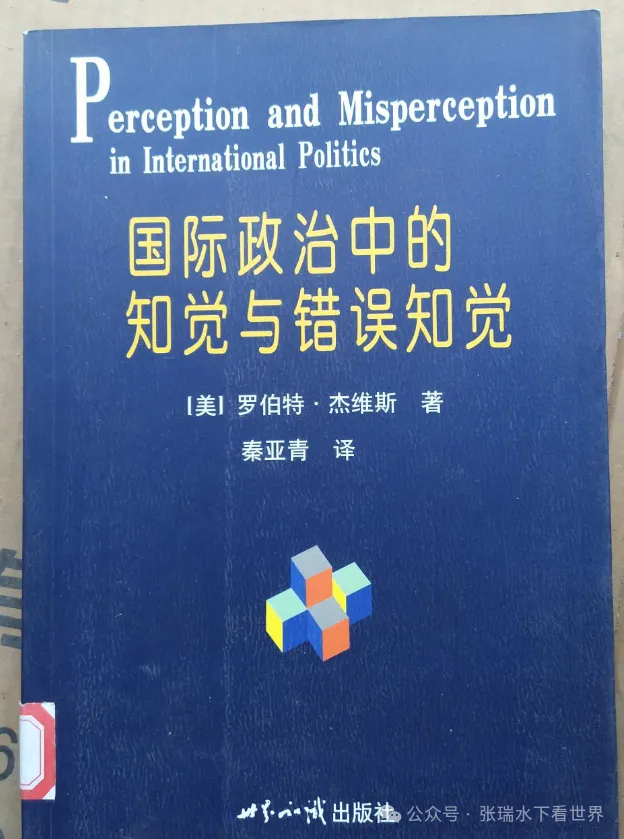 Perception and Misperception
in International Politics
国际政治中的
知觉与错误知觉
[美] 罗伯特·杰维斯 著
秦亚青 译
世界知识出版社
公众号·张瑞水下看世界
6